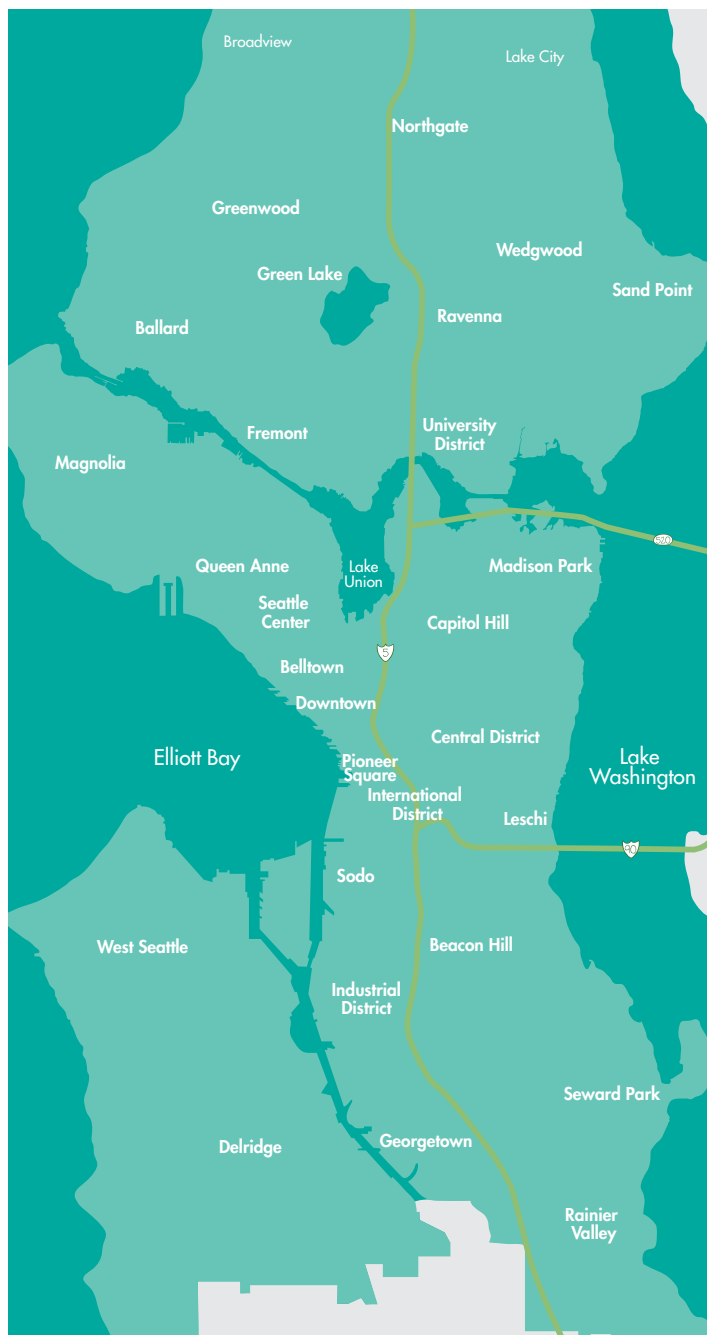 Broadview
Lake City
Northgate
Greenwood
Wedgwood
Green Lake
Sand Point
Ravenna
Ballard
University
District
Fremont
Magnolia
520
Queen Anne
Lake
Union
Madison Park
Seattle
Center
Capitol Hill
5
Belltown
Downtown
Central District
Elliott Bay
Lake
Washington
Pioneer
Square
International
District
Leschi
90
Sodo
West Seattle
Beacon Hill
Industrial
District
Seward Park
Georgetown
Delridge
Rainier
Valley